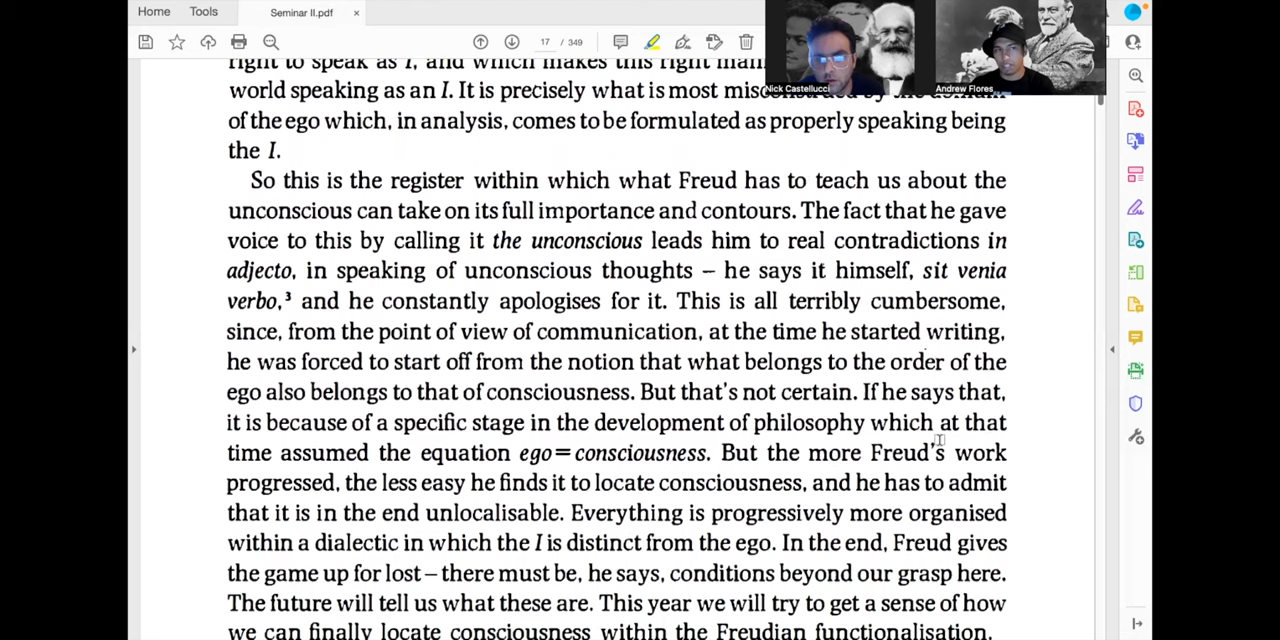 Home Tools Seminar II.pdf ×
17 / 349
Nick Castellucci Andrew Flores
right to speak as I, and which makes this right
world speaking as an I. It is precisely what is most misconstrued by the
of the ego which, in analysis, comes to be formulated as properly speaking being
the I.
So this is the register within which what Freud has to teach us about the
unconscious can take on its full importance and contours. The fact that he gave
voice to this by calling it the unconscious leads him to real contradictions in
adjecto, in speaking of unconscious thoughts – he says it himself, sit venia
verbo,³ and he constantly apologises for it. This is all terribly cumbersome,
since, from the point of view of communication, at the time he started writing,
he was forced to start off from the notion that what belongs to the order of the
ego also belongs to that of consciousness. But that's not certain. If he says that,
it is because of a specific stage in the development of philosophy which at that
time assumed the equation ego=consciousness. But the more Freud's work
progressed, the less easy he finds it to locate consciousness, and he has to admit
that it is in the end unlocalisable. Everything is progressively more organised
within a dialectic in which the I is distinct from the ego. In the end, Freud gives
the game up for lost – there must be, he says, conditions beyond our grasp here.
The future will tell us what these are. This year we will try to get a sense of how
we can finally locate consciousness within the Freudian functionalisation.